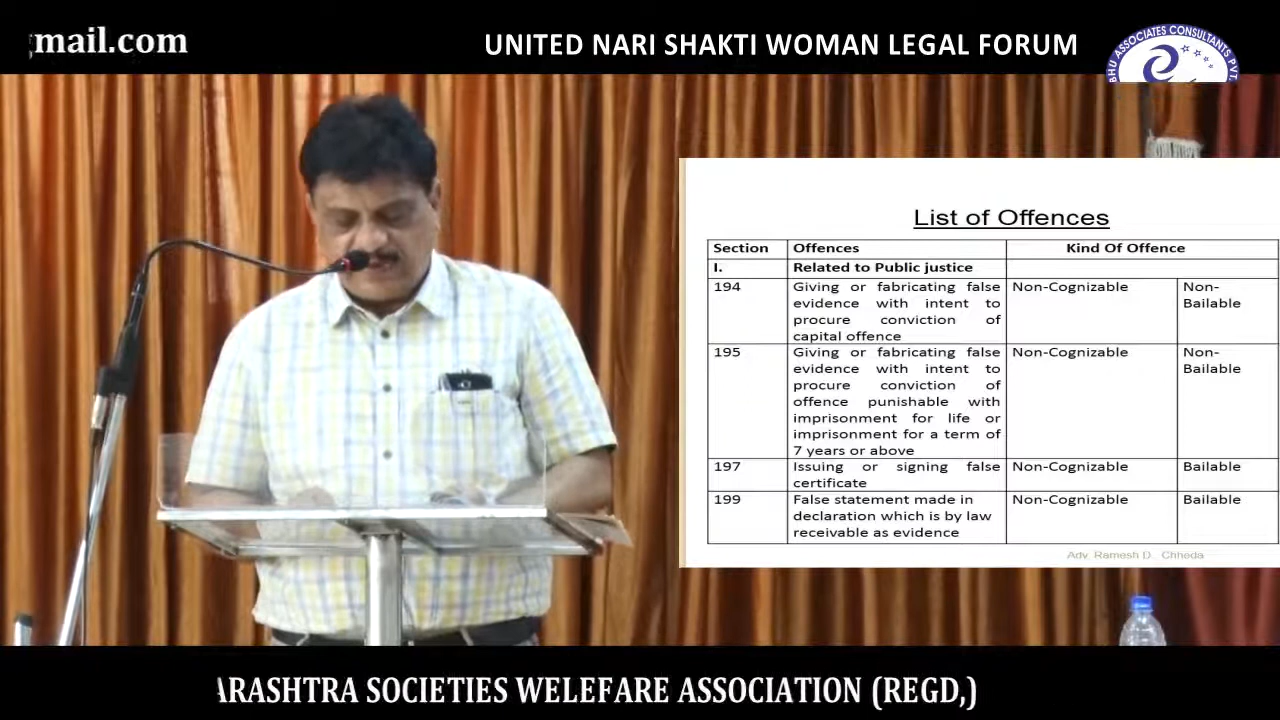 mail.com
UNITED NARI SHAKTI WOMAN LEGAL FORUM
BHU ASSOCIATES CONSULTANTS PVT.
List of Offences
Section Offences Kind Of Offence
I. Related to Public justice
194 Giving or fabricating false Non-Cognizable Non-
evidence with intent to Bailable
procure conviction of
capital offence
195 Giving or fabricating false Non-Cognizable Non-
evidence with intent to Bailable
procure conviction of
offence punishable with
imprisonment for life or
imprisonment for a term of
7 years or above
197 Issuing or signing false Non-Cognizable Bailable
certificate
199 False statement made in Non-Cognizable Bailable
declaration which is by law
receivable as evidence
Adv. Ramesh D.. Chheda
ARASHTRA SOCIETIES WELEFARE ASSOCIATION (REGD,)